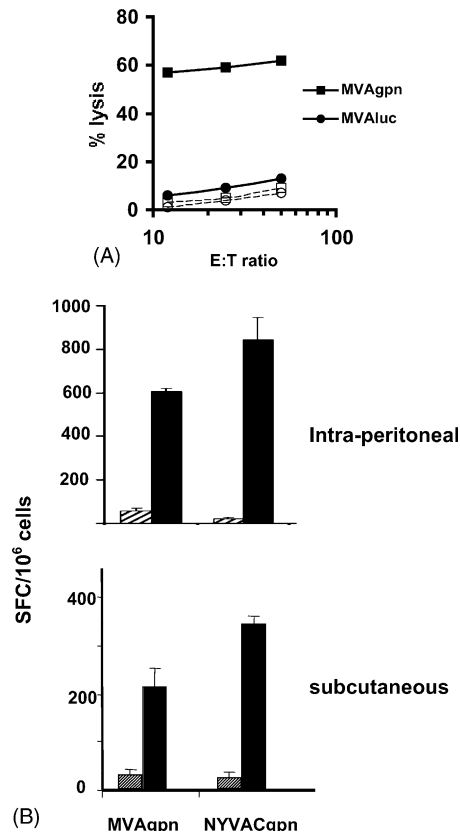 80
60
40
20
0
% lysis
10
100
E:T ratio
MVAgpn
MVAluc
(A)
1000
800
600
400
200
Intra-peritoneal
SFC/10⁶ cells
400
200
0
subcutaneous
MVAgpn
NYVACgpn
(B)